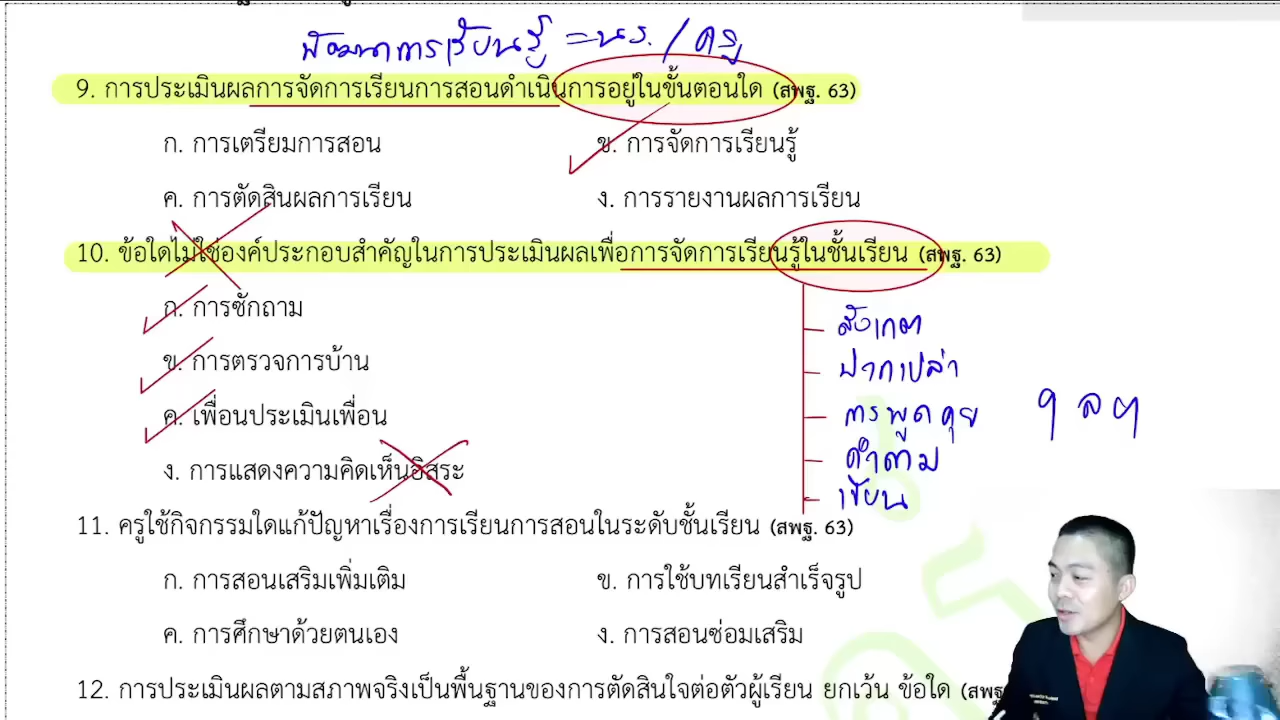 พัฒนาการเรียนรู้ = นร. / ครู
9. การประเมินผลการจัดการเรียนการสอนดำเนินการอยู่ในขั้นตอนใด (สพฐ. 63)
ก. การเตรียมการสอน ข. การจัดการเรียนรู้
ค. การตัดสินผลการเรียน ง. การรายงานผลการเรียน
10. ข้อใดไม่ใช่องค์ประกอบสำคัญในการประเมินผลเพื่อการจัดการเรียนรู้ในชั้นเรียน (สพฐ. 63)
ก. การซักถาม
ข. การตรวจการบ้าน
ค. เพื่อนประเมินเพื่อน
ง. การแสดงความคิดเห็นอิสระ
สังเกต
ปากเปล่า
การพูดคุย
ฯลฯ
คำถาม
เขียน
11. ครูใช้กิจกรรมใดแก้ปัญหาเรื่องการเรียนการสอนในระดับชั้นเรียน (สพฐ. 63)
ก. การสอนเสริมเพิ่มเติม ข. การใช้บทเรียนสำเร็จรูป
ค. การศึกษาด้วยตนเอง ง. การสอนซ่อมเสริม
12. การประเมินผลตามสภาพจริงเป็นพื้นฐานของการตัดสินใจต่อตัวผู้เรียน ยกเว้น ข้อใด (สพฐ